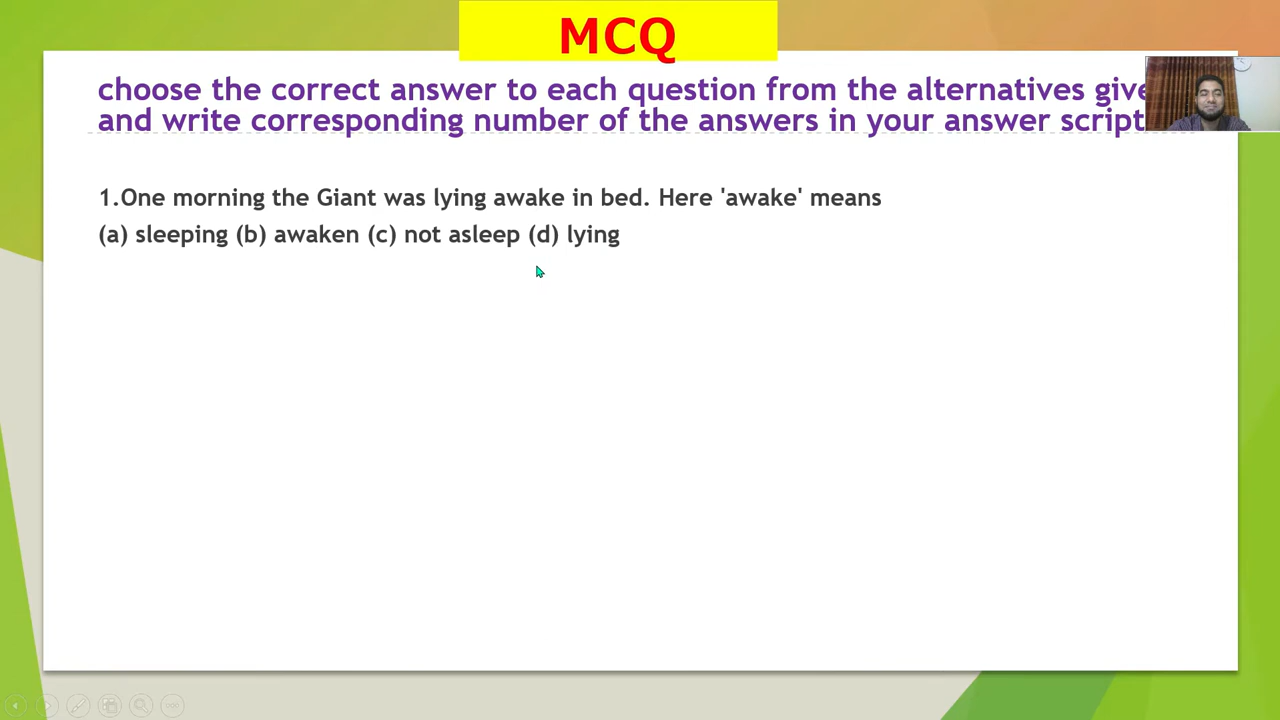 MCQ
choose the correct answer to each question from the alternatives give
and write corresponding number of the answers in your answer script
1.One morning the Giant was lying awake in bed. Here 'awake' means
(a) sleeping (b) awaken (c) not asleep (d) lying